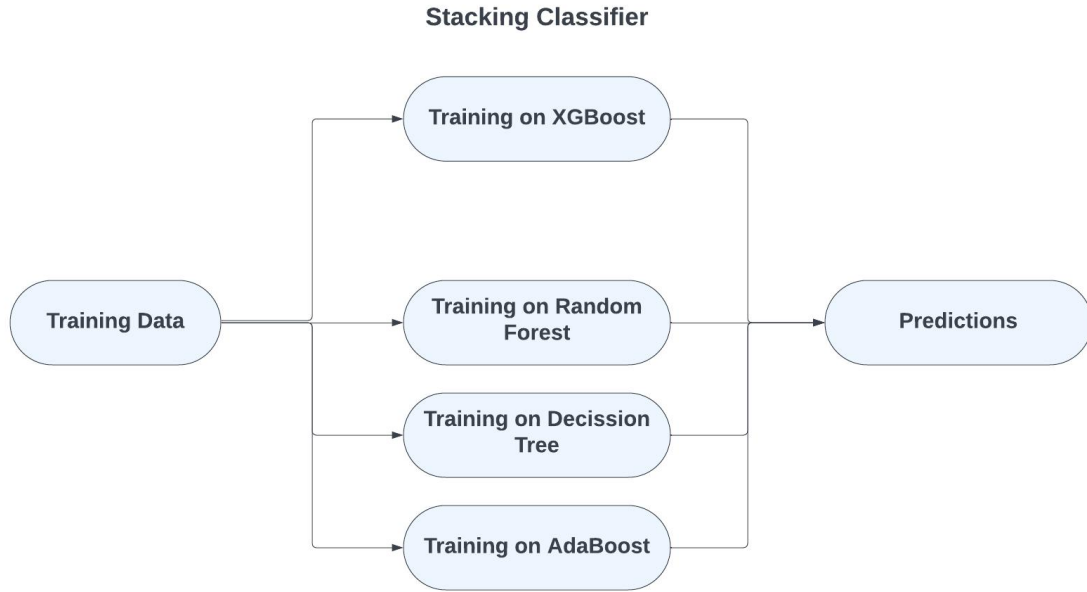 Stacking Classifier
Training on XGBoost
Training Data
Training on Random
Forest
Predictions
Training on Decission
Tree
Training on AdaBoost